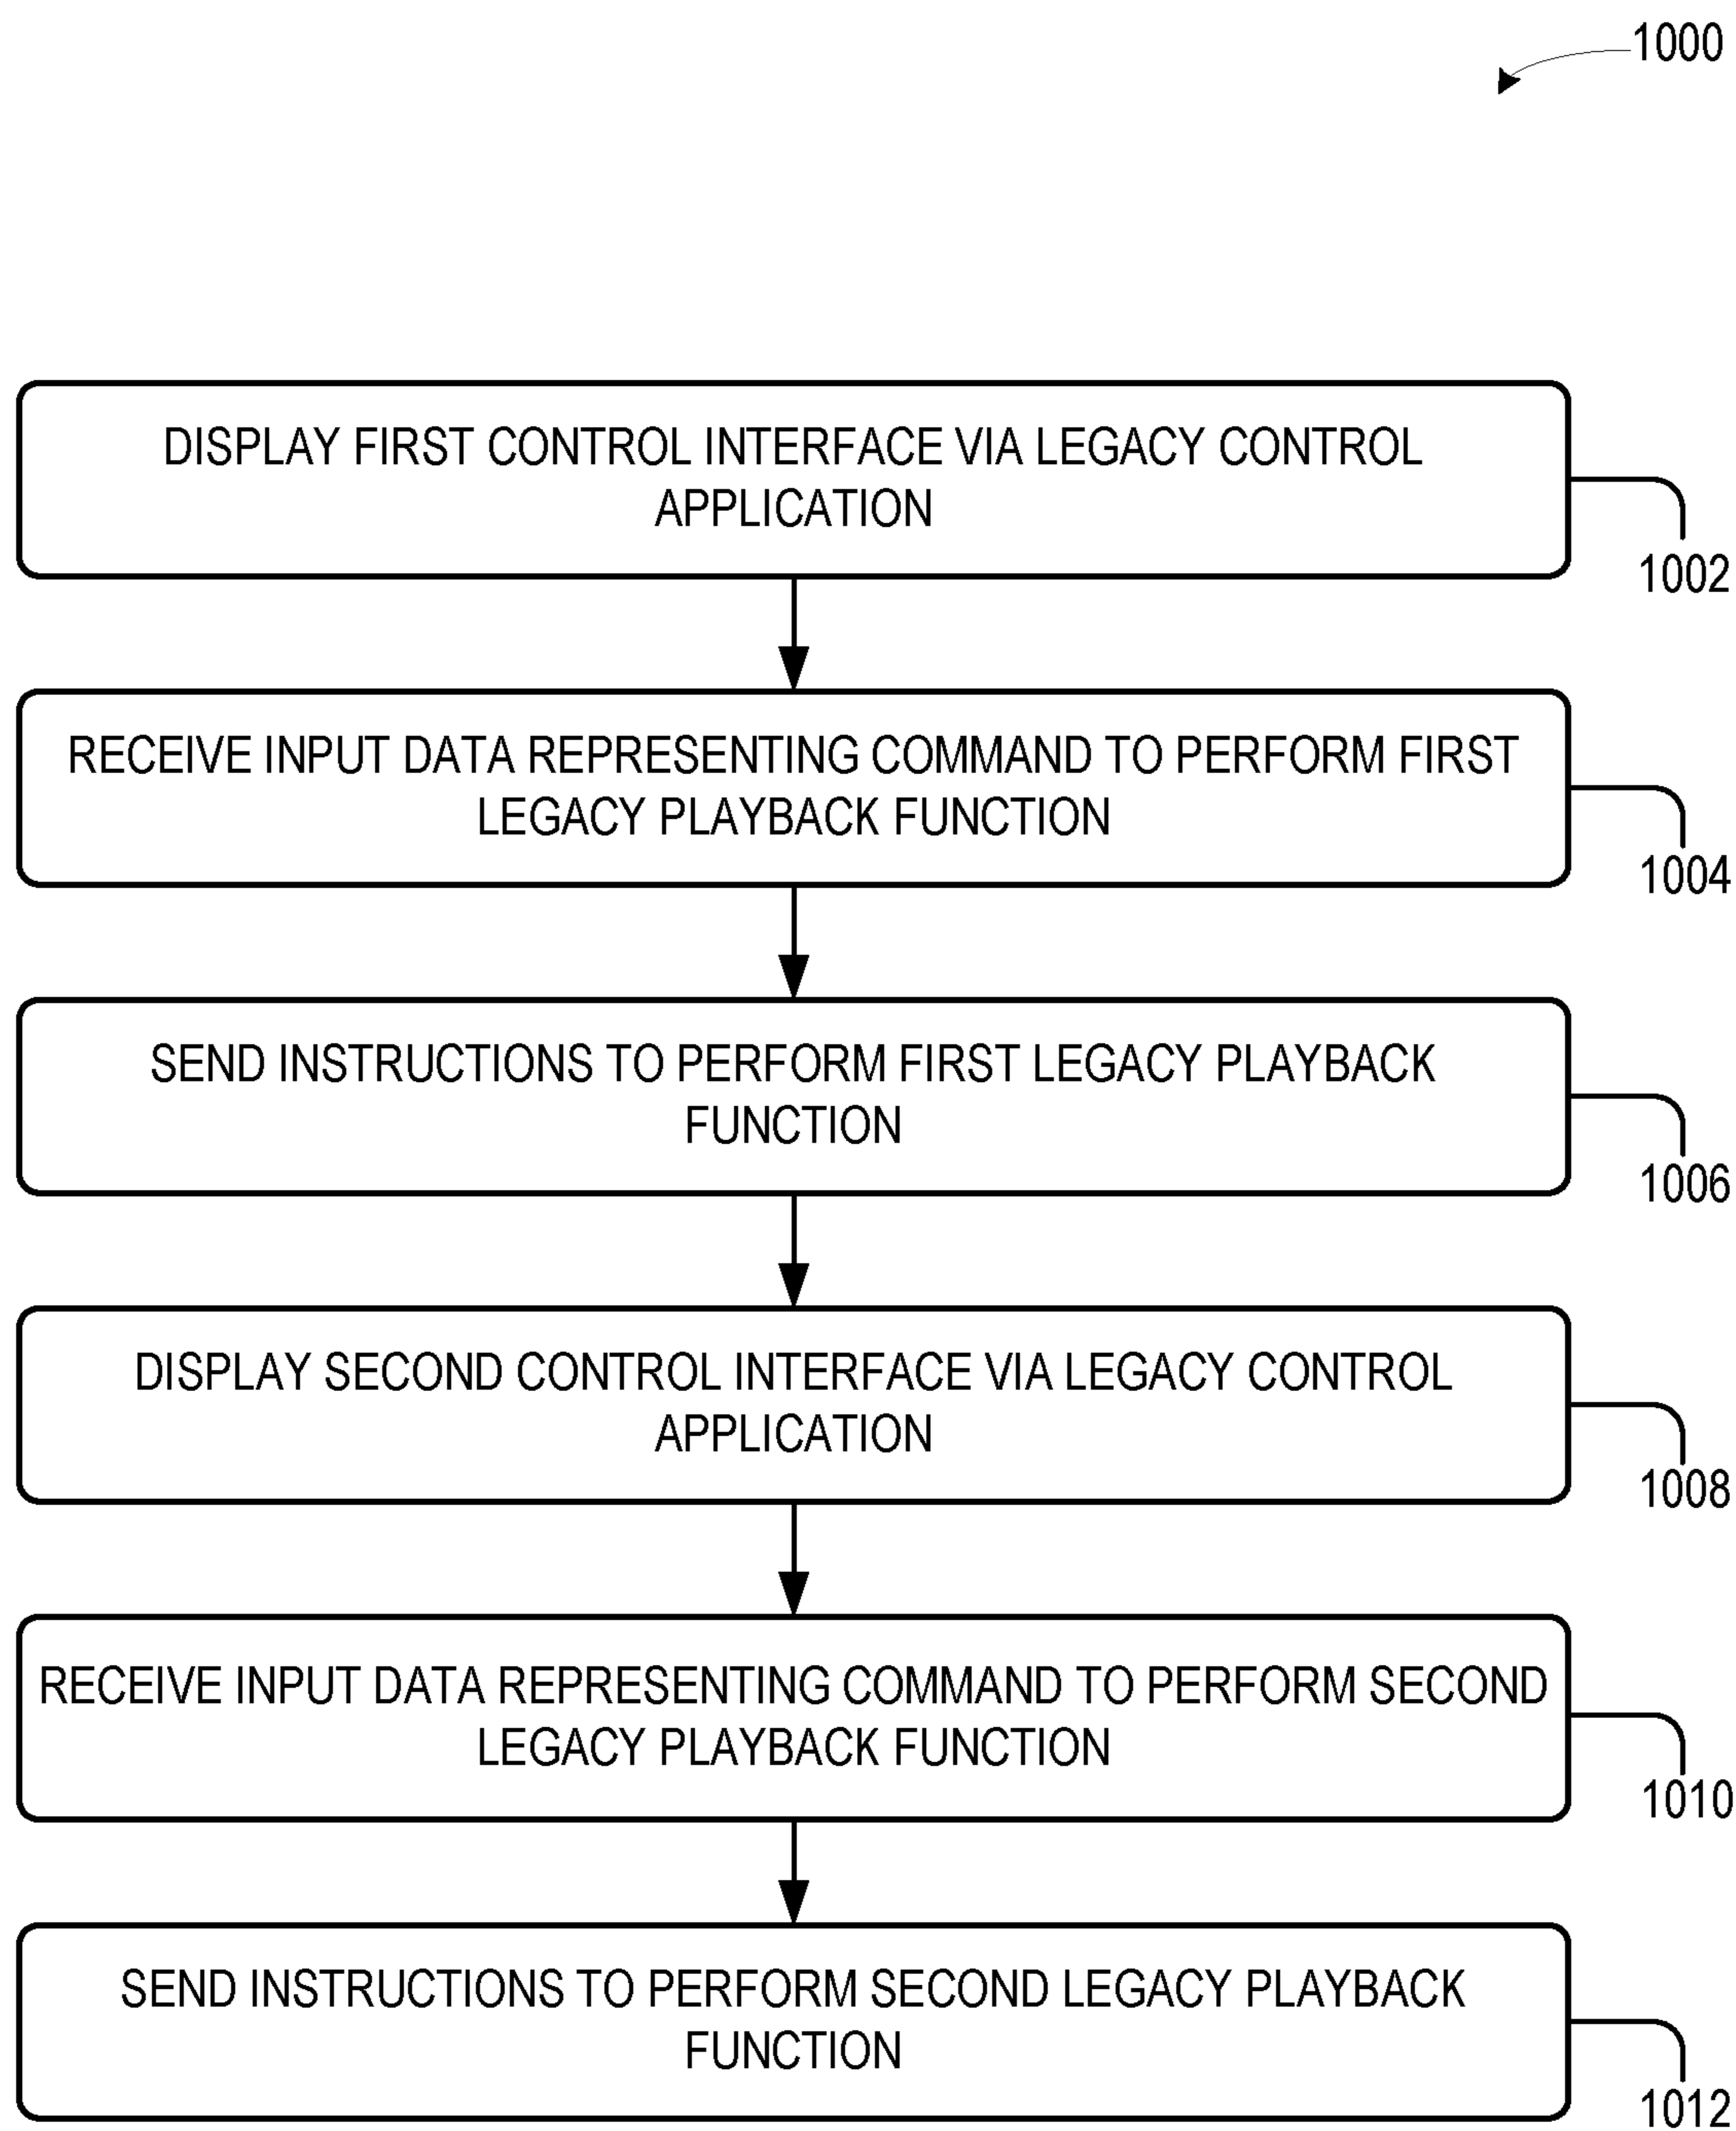 1000
DISPLAY FIRST CONTROL INTERFACE VIA LEGACY CONTROL
APPLICATION
1002
RECEIVE INPUT DATA REPRESENTING COMMAND TO PERFORM FIRST
LEGACY PLAYBACK FUNCTION
1004
SEND INSTRUCTIONS TO PERFORM FIRST LEGACY PLAYBACK
FUNCTION
1006
DISPLAY SECOND CONTROL INTERFACE VIA LEGACY CONTROL
APPLICATION
1008
RECEIVE INPUT DATA REPRESENTING COMMAND TO PERFORM SECOND
LEGACY PLAYBACK FUNCTION
1010
SEND INSTRUCTIONS TO PERFORM SECOND LEGACY PLAYBACK
FUNCTION
1012